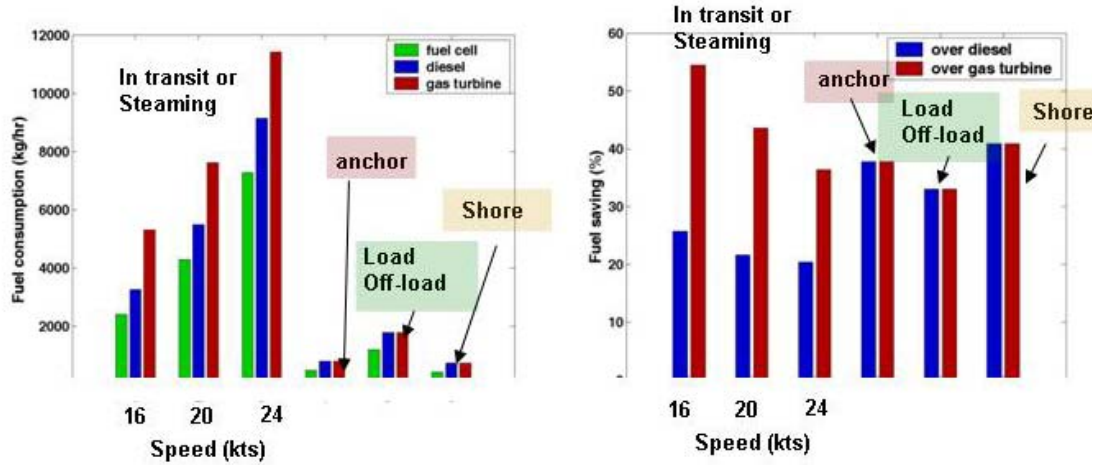 12000
10000
8000
6000
4000
2000
Fuel consumption (kg/hr)
In transit or
Steaming
fuel cell
diesel
gas turbine
anchor
Load
Off-load
Shore
16 20 24
Speed (kts)
In transit or
Steaming
60
50
40
30
20
10
Fuel saving (%)
over diesel
over gas turbine
anchor
Load
Off-load
Shore
16 20 24
Speed (kts)